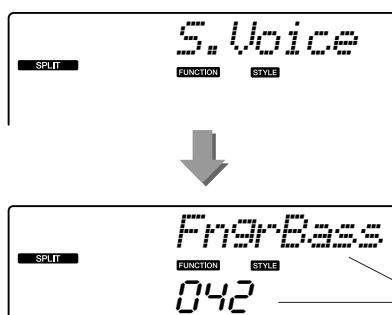 S.Voice
SPLIT FUNCTION STYLE
FngrBass
SPLIT FUNCTION STYLE
042